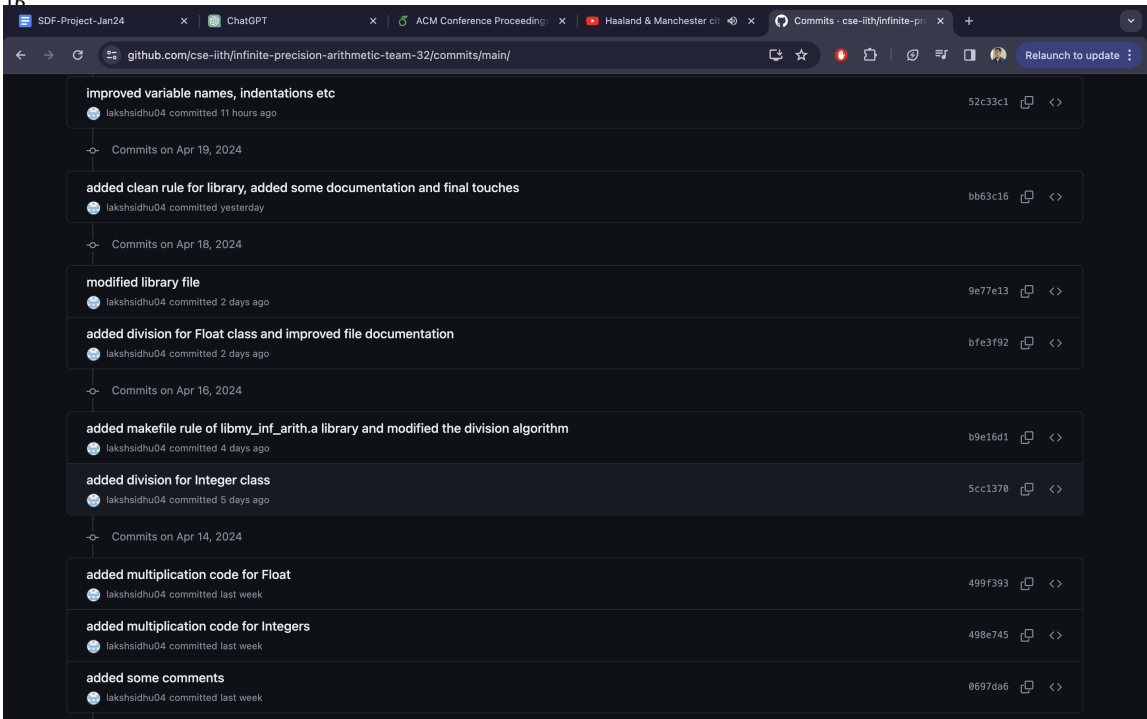 16
SDF-Project-Jan24
ChatGPT
ACM Conference Proceedings
Haaland & Manchester cit
Commits · cse-iith/infinite-pre
github.com/cse-iith/infinite-precision-arithmetic-team-32/commits/main/
Relaunch to update
improved variable names, indentations etc
lakshsidhu04 committed 11 hours ago
52c33c1
Commits on Apr 19, 2024
added clean rule for library, added some documentation and final touches
lakshsidhu04 committed yesterday
bb63c16
Commits on Apr 18, 2024
modified library file
lakshsidhu04 committed 2 days ago
9e77e13
added division for Float class and improved file documentation
lakshsidhu04 committed 2 days ago
bfe3f92
Commits on Apr 16, 2024
added makefile rule of libmy_inf_arith.a library and modified the division algorithm
lakshsidhu04 committed 4 days ago
b9e16d1
added division for Integer class
lakshsidhu04 committed 5 days ago
5cc1370
Commits on Apr 14, 2024
added multiplication code for Float
lakshsidhu04 committed last week
499f393
added multiplication code for Integers
lakshsidhu04 committed last week
498e745
added some comments
lakshsidhu04 committed last week
0697da6